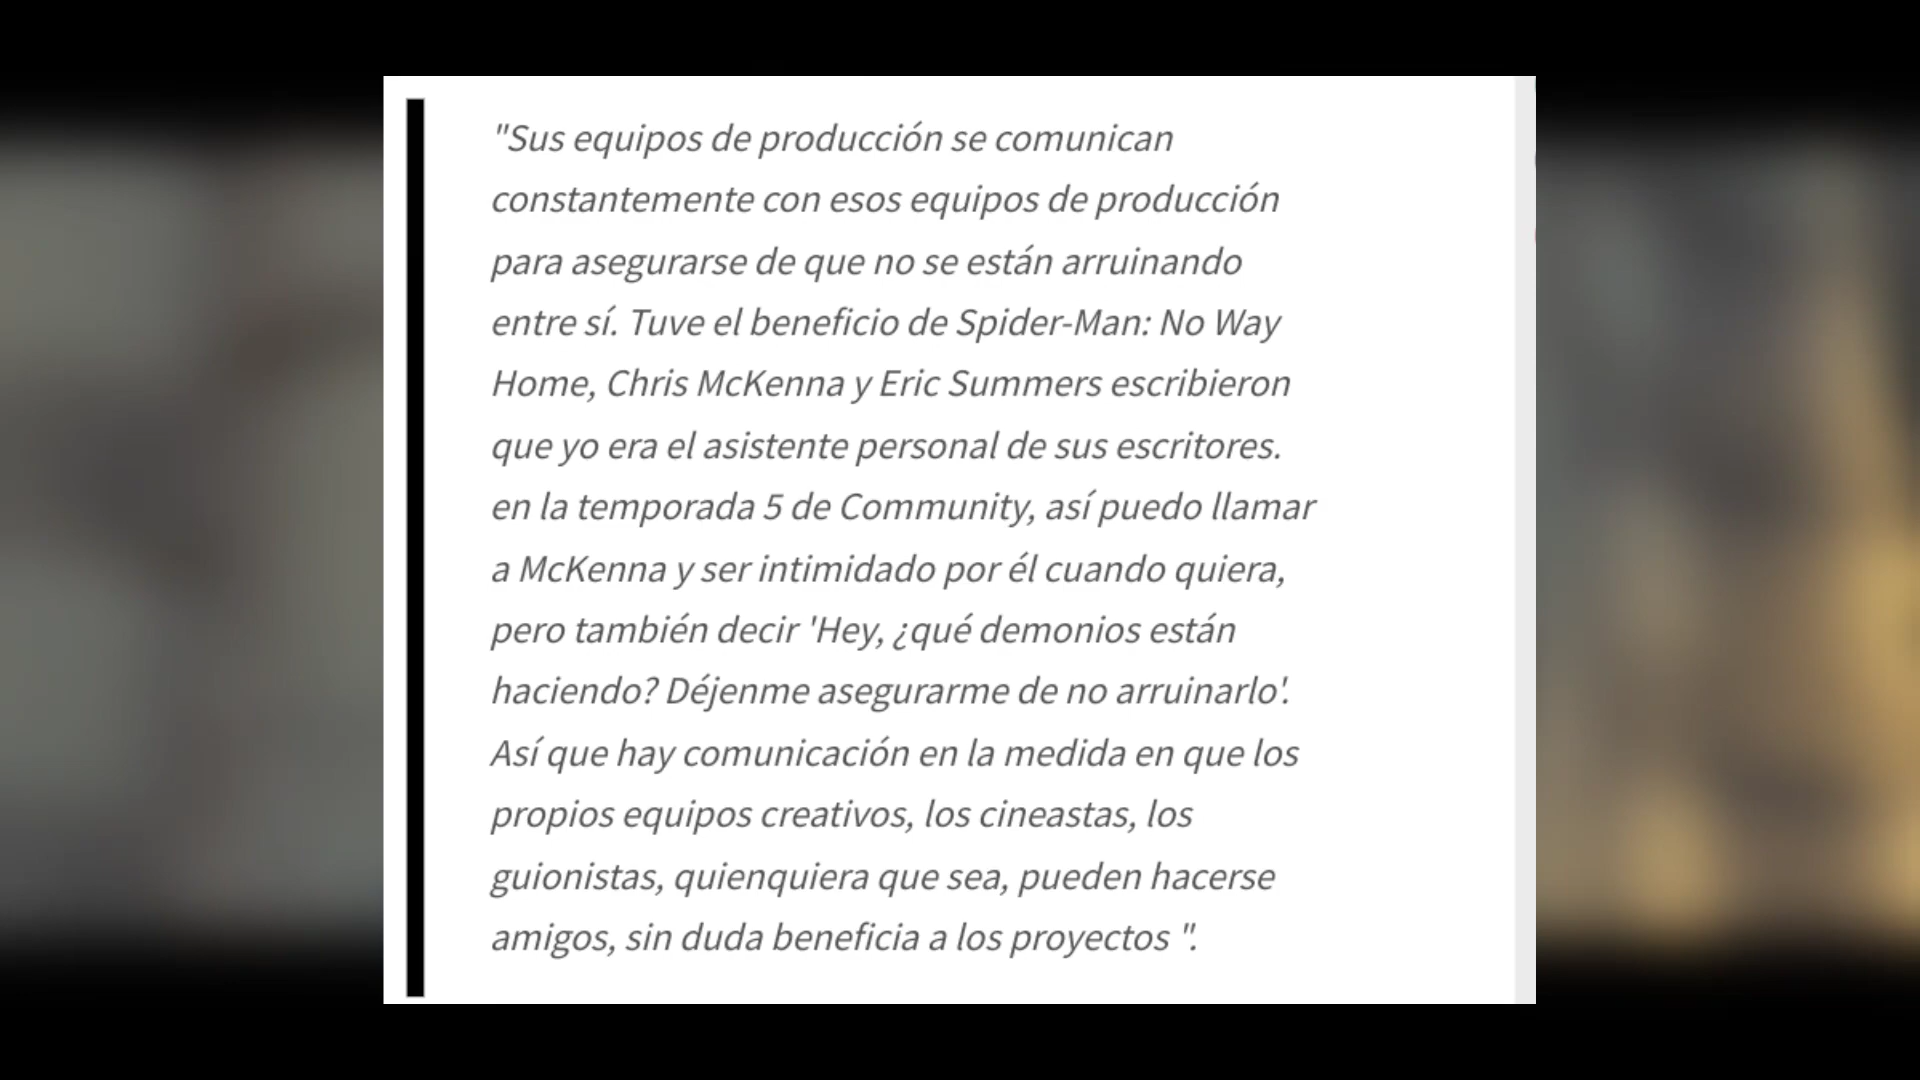 "Sus equipos de producción se comunican
constantemente con esos equipos de producción
para asegurarse de que no se están arruinando
entre sí. Tuve el beneficio de Spider-Man: No Way
Home, Chris McKenna y Eric Summers escribieron
que yo era el asistente personal de sus escritores.
en la temporada 5 de Community, así puedo llamar
a McKenna y ser intimidado por él cuando quiera,
pero también decir 'Hey, ¿qué demonios están
haciendo? Déjenme asegurarme de no arruinarlo'.
Así que hay comunicación en la medida en que los
propios equipos creativos, los cineastas, los
guionistas, quienquiera que sea, pueden hacerse
amigos, sin duda beneficia a los proyectos ".